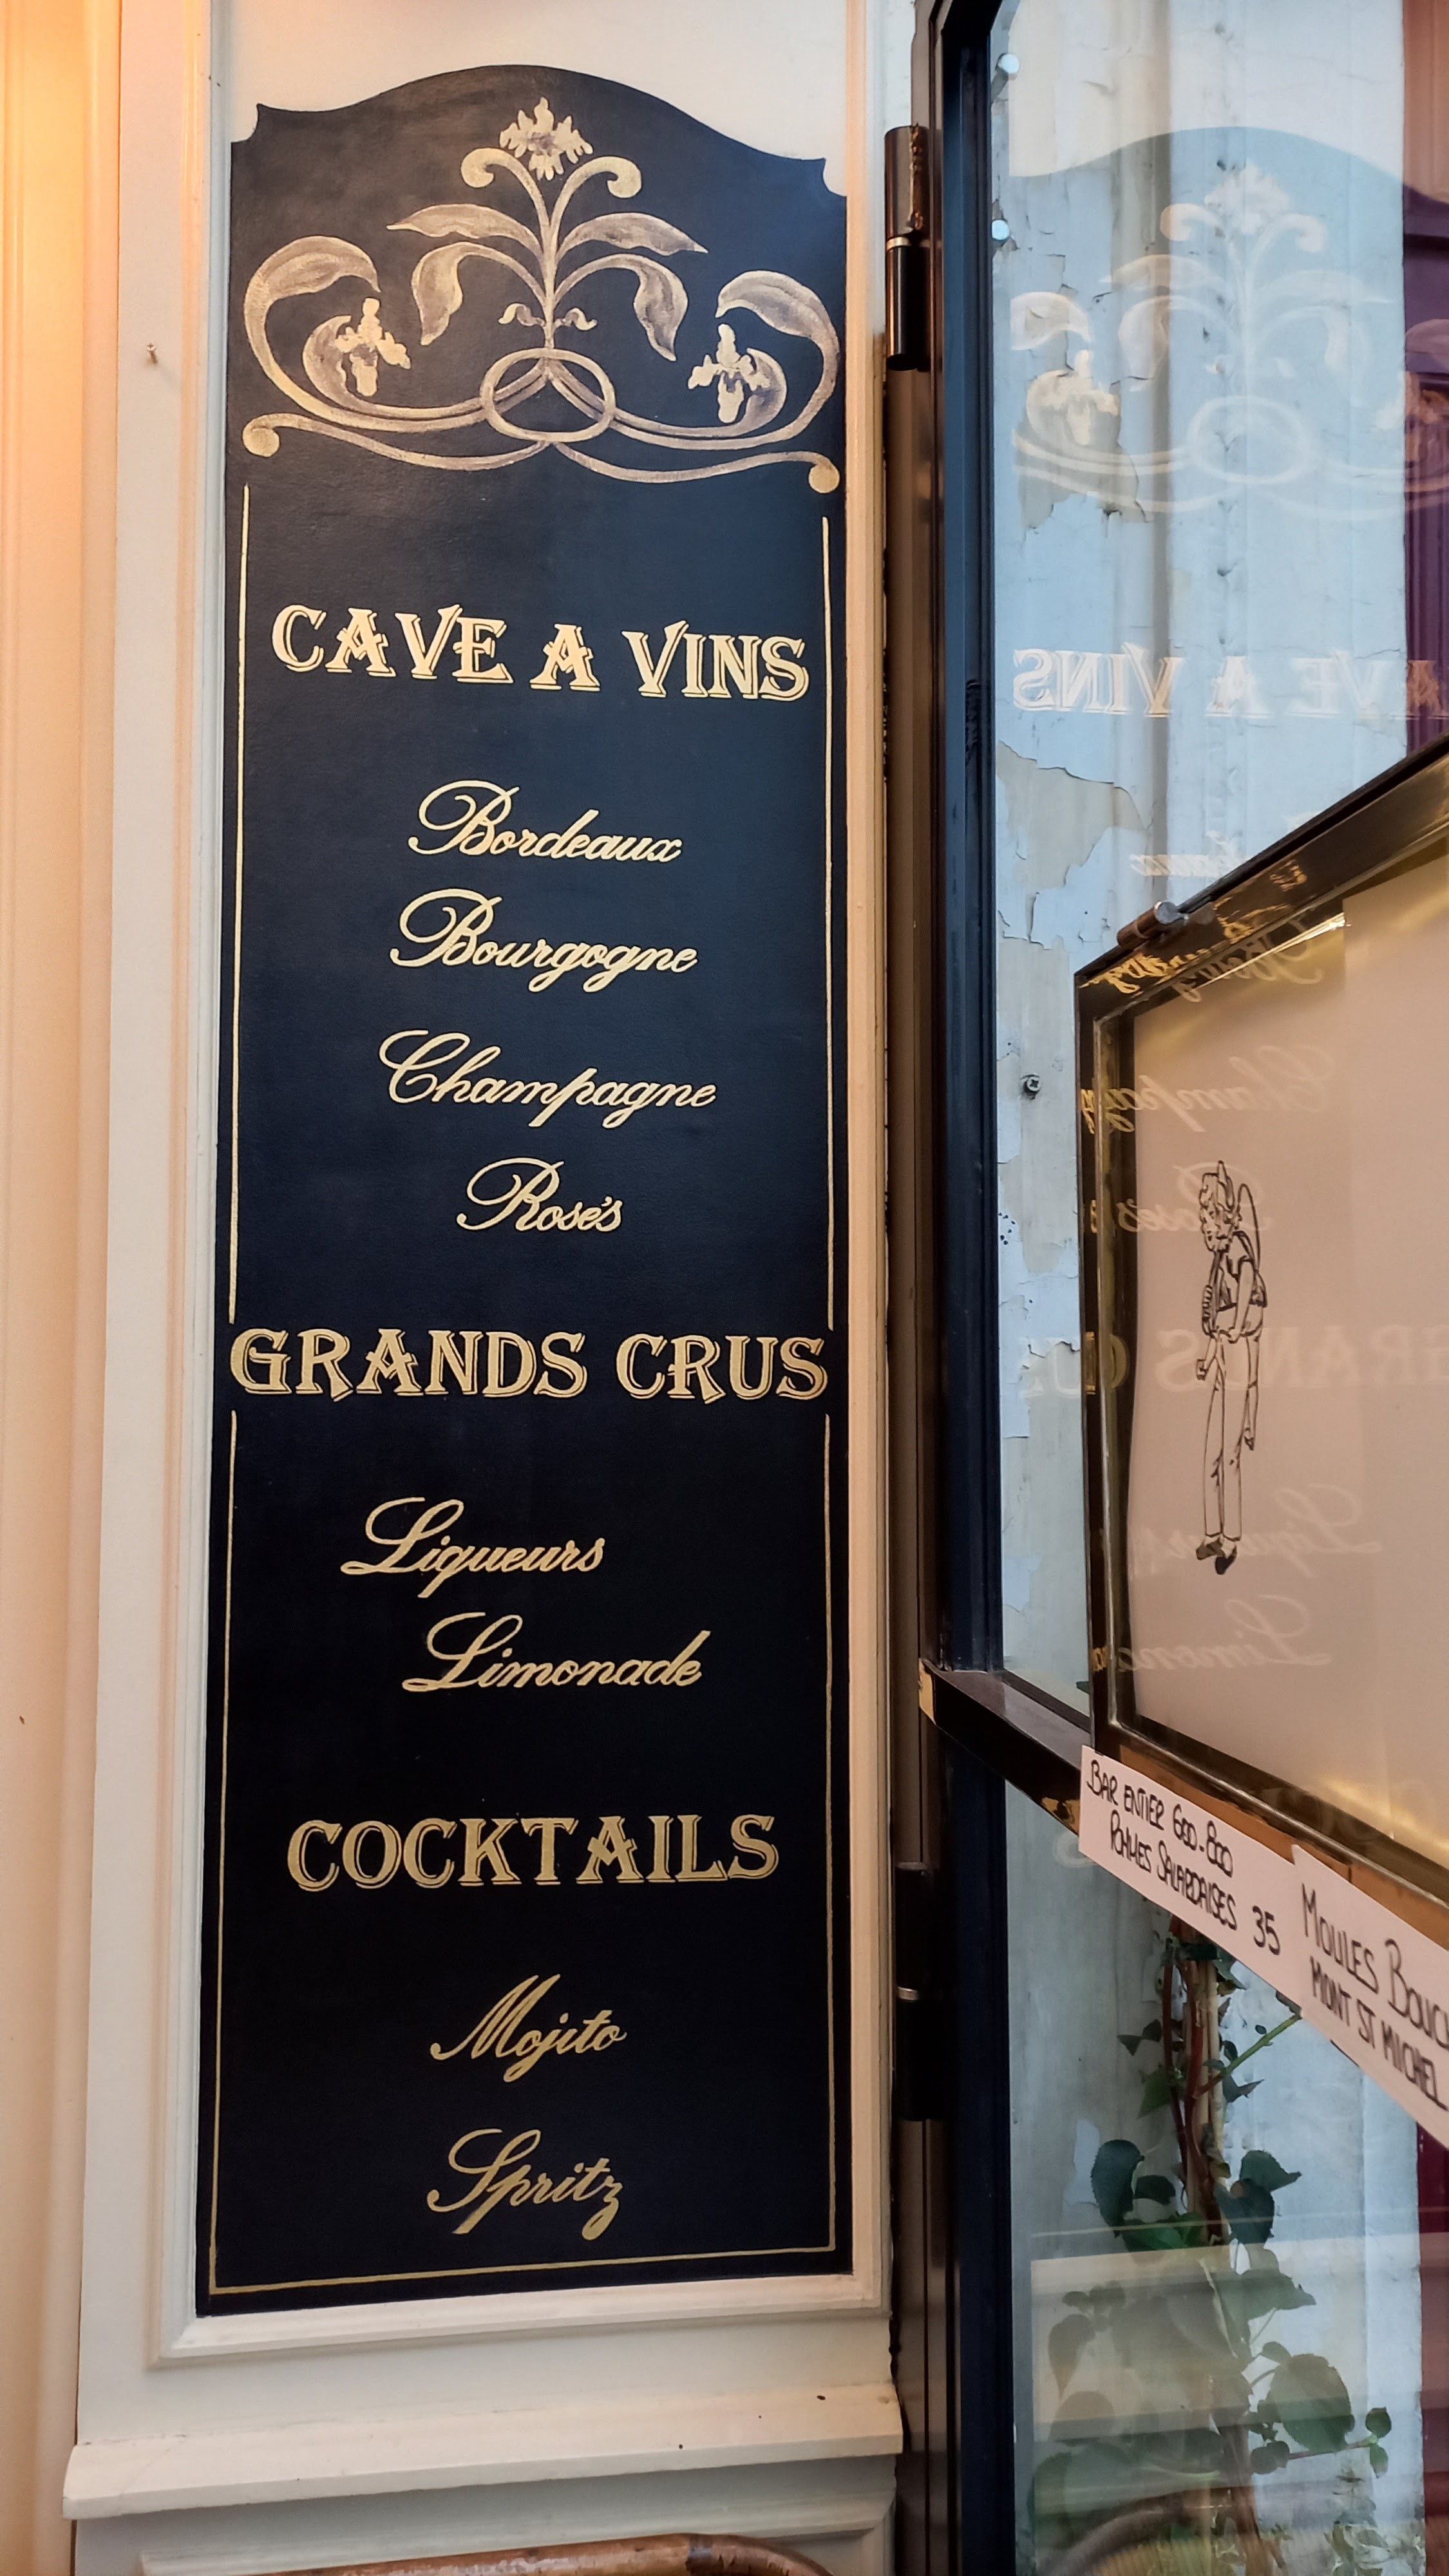 CAVE A VINS
Bordeaux
Bourgogne
Champagne
Rosés
GRANDS CRUS
Liqueurs
Limonade
COCKTAILS
Mojito
Spritz
BAR ENTIER 600-800
POMMES SALARDAISES 35
MOULES BOUCH
MONT ST MICHEL